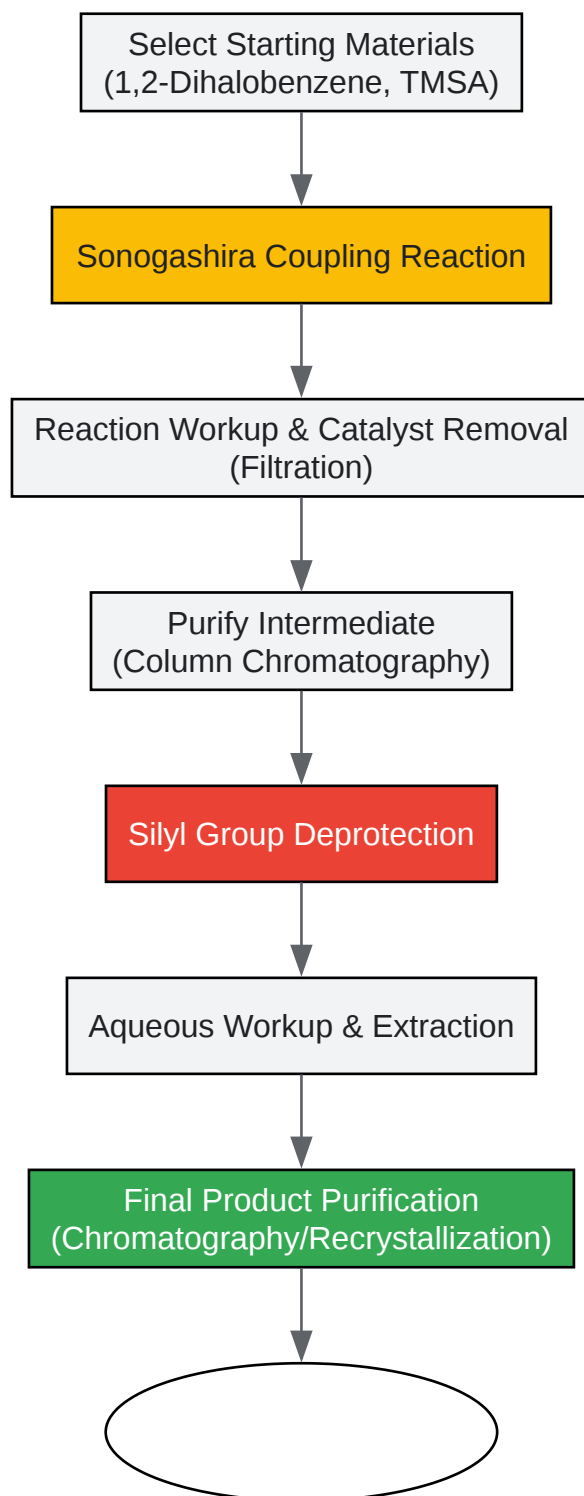 Select Starting Materials
(1,2-Dihalobenzene, TMSA)
Sonogashira Coupling Reaction
Reaction Workup & Catalyst Removal
(Filtration)
Purify Intermediate
(Column Chromatography)
Silyl Group Deprotection
Aqueous Workup & Extraction
Final Product Purification
(Chromatography/Recrystallization)